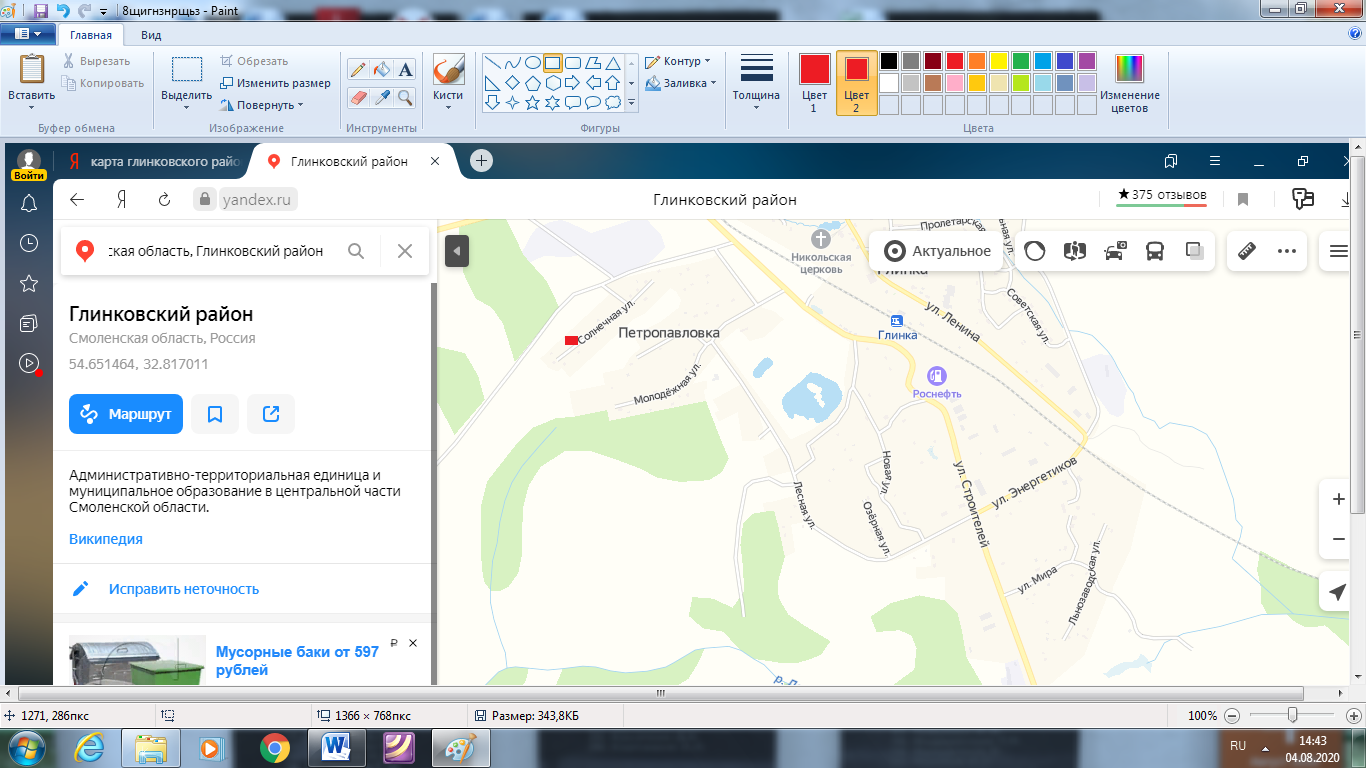 8щигнзнрщьз - Paint
Главная
Вид
Вставить
Вырезать
Копировать
Буфер обмена
Выделить
Обрезать
Изменить размер
Повернуть
Изображение
A
Инструменты
Кисти
Контур
Заливка
Фигуры
Толщина
Цвет 1
Цвет 2
Изменение цветов
Цвета
Войти
Я карта глинковского райо
Глинковский район
Я
yandex.ru
Глинковский район
★375 отзывов
ская область, Глинковский район
Глинковский район
Смоленская область, Россия
54.651464, 32.817011
Маршрут
Административно-территориальная единица и
муниципальное образование в центральной части
Смоленской области.
Википедия
Исправить неточность
Мусорные баки от 597
рублей
₽
Актуальное
Пролетарская
Никольская
церковь
Глинка
Советская ул.
ул. Ленина
Глинка
Солнечная ул.
Петропавловка
Молодёжная ул.
Роснефть
Новая ул.
Лесная ул.
Озёрная ул.
ул. Строителей
ул. Энергетиков
ул. Мира
Льнозаводская ул.
1271, 286пкс
1366 × 768пкс
Размер: 343,8КБ
100%
RU
14:43
04.08.2020